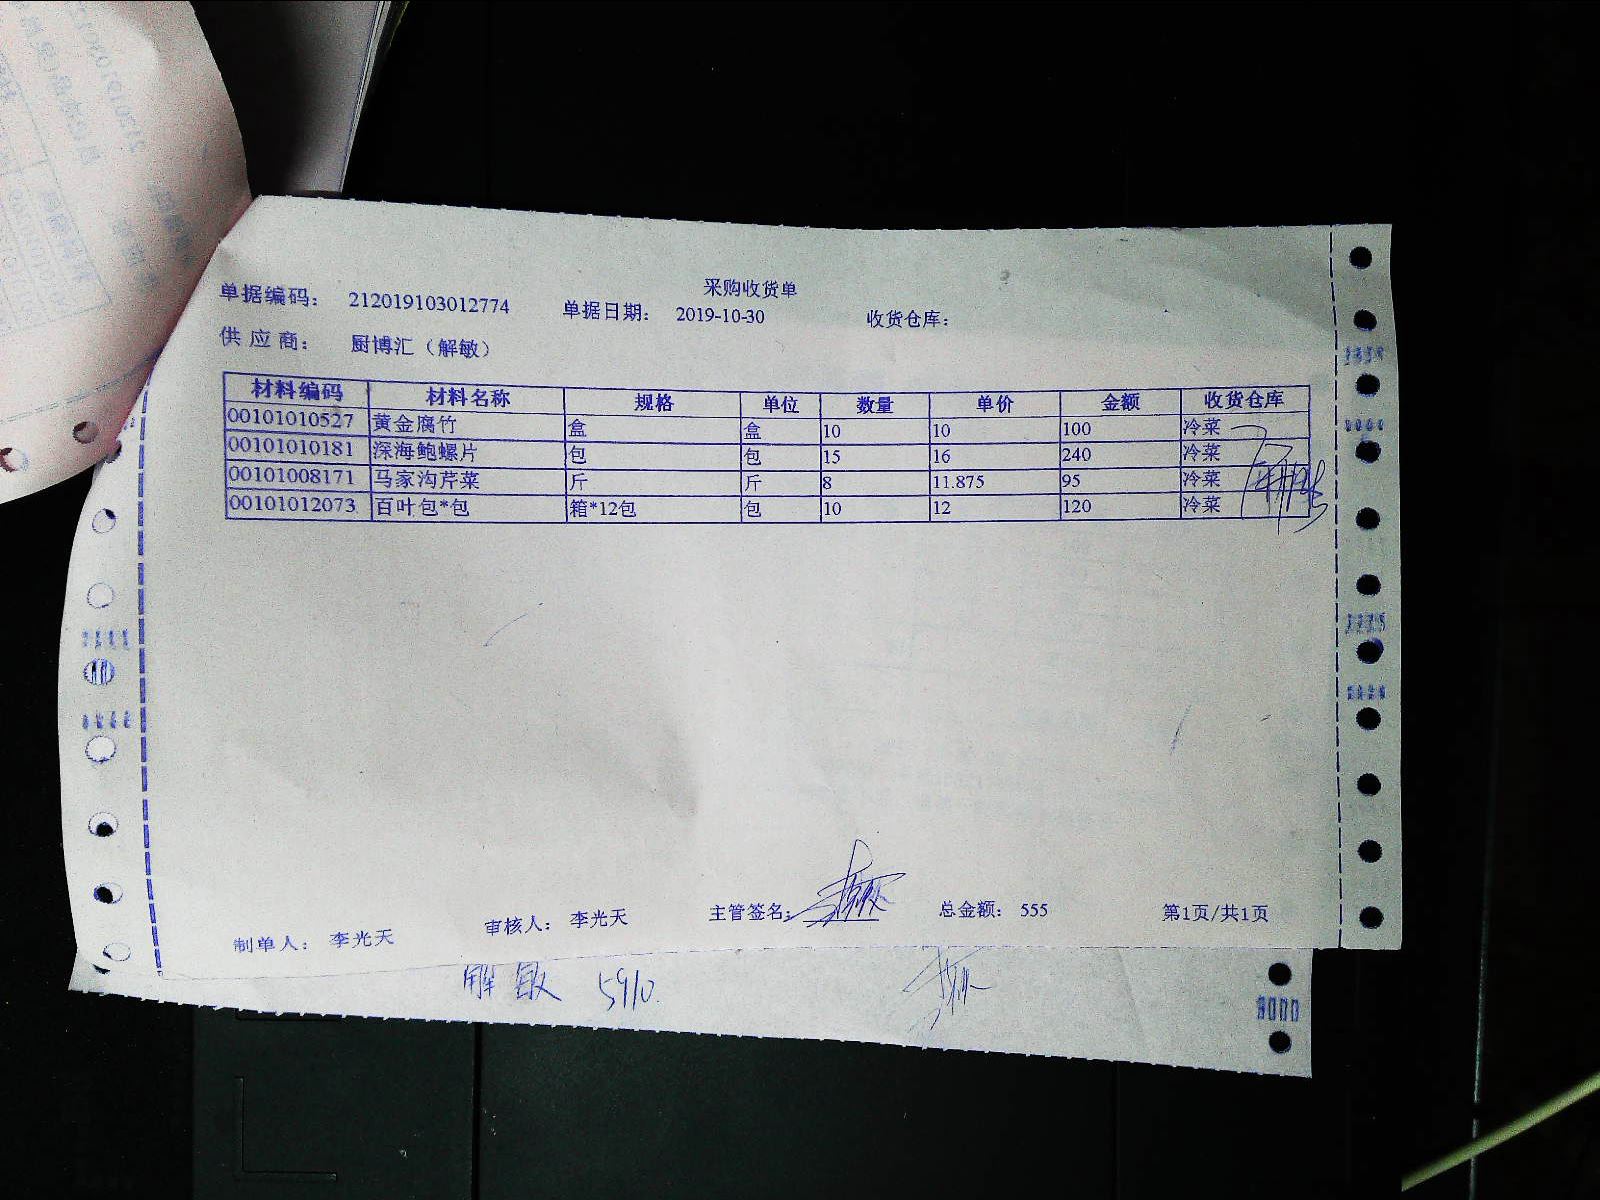 采购收货单
单据编码： 212019103012774 单据日期： 2019-10-30 收货仓库：
供 应 商： 厨博汇（解敏）
材料编码 材料名称 规格 单位 数量 单价 金额 收货仓库
00101010527 黄金腐竹 盒 盒 10 10 100 冷菜
00101010181 深海鲍螺片 包 包 15 16 240 冷菜
00101008171 马家沟芹菜 斤 斤 8 11.875 95 冷菜
00101012073 百叶包*包 箱*12包 包 10 12 120 冷菜
制单人： 李光天 审核人： 李光天 主管签名： 总金额： 555 第1页/共1页
解敏 5910